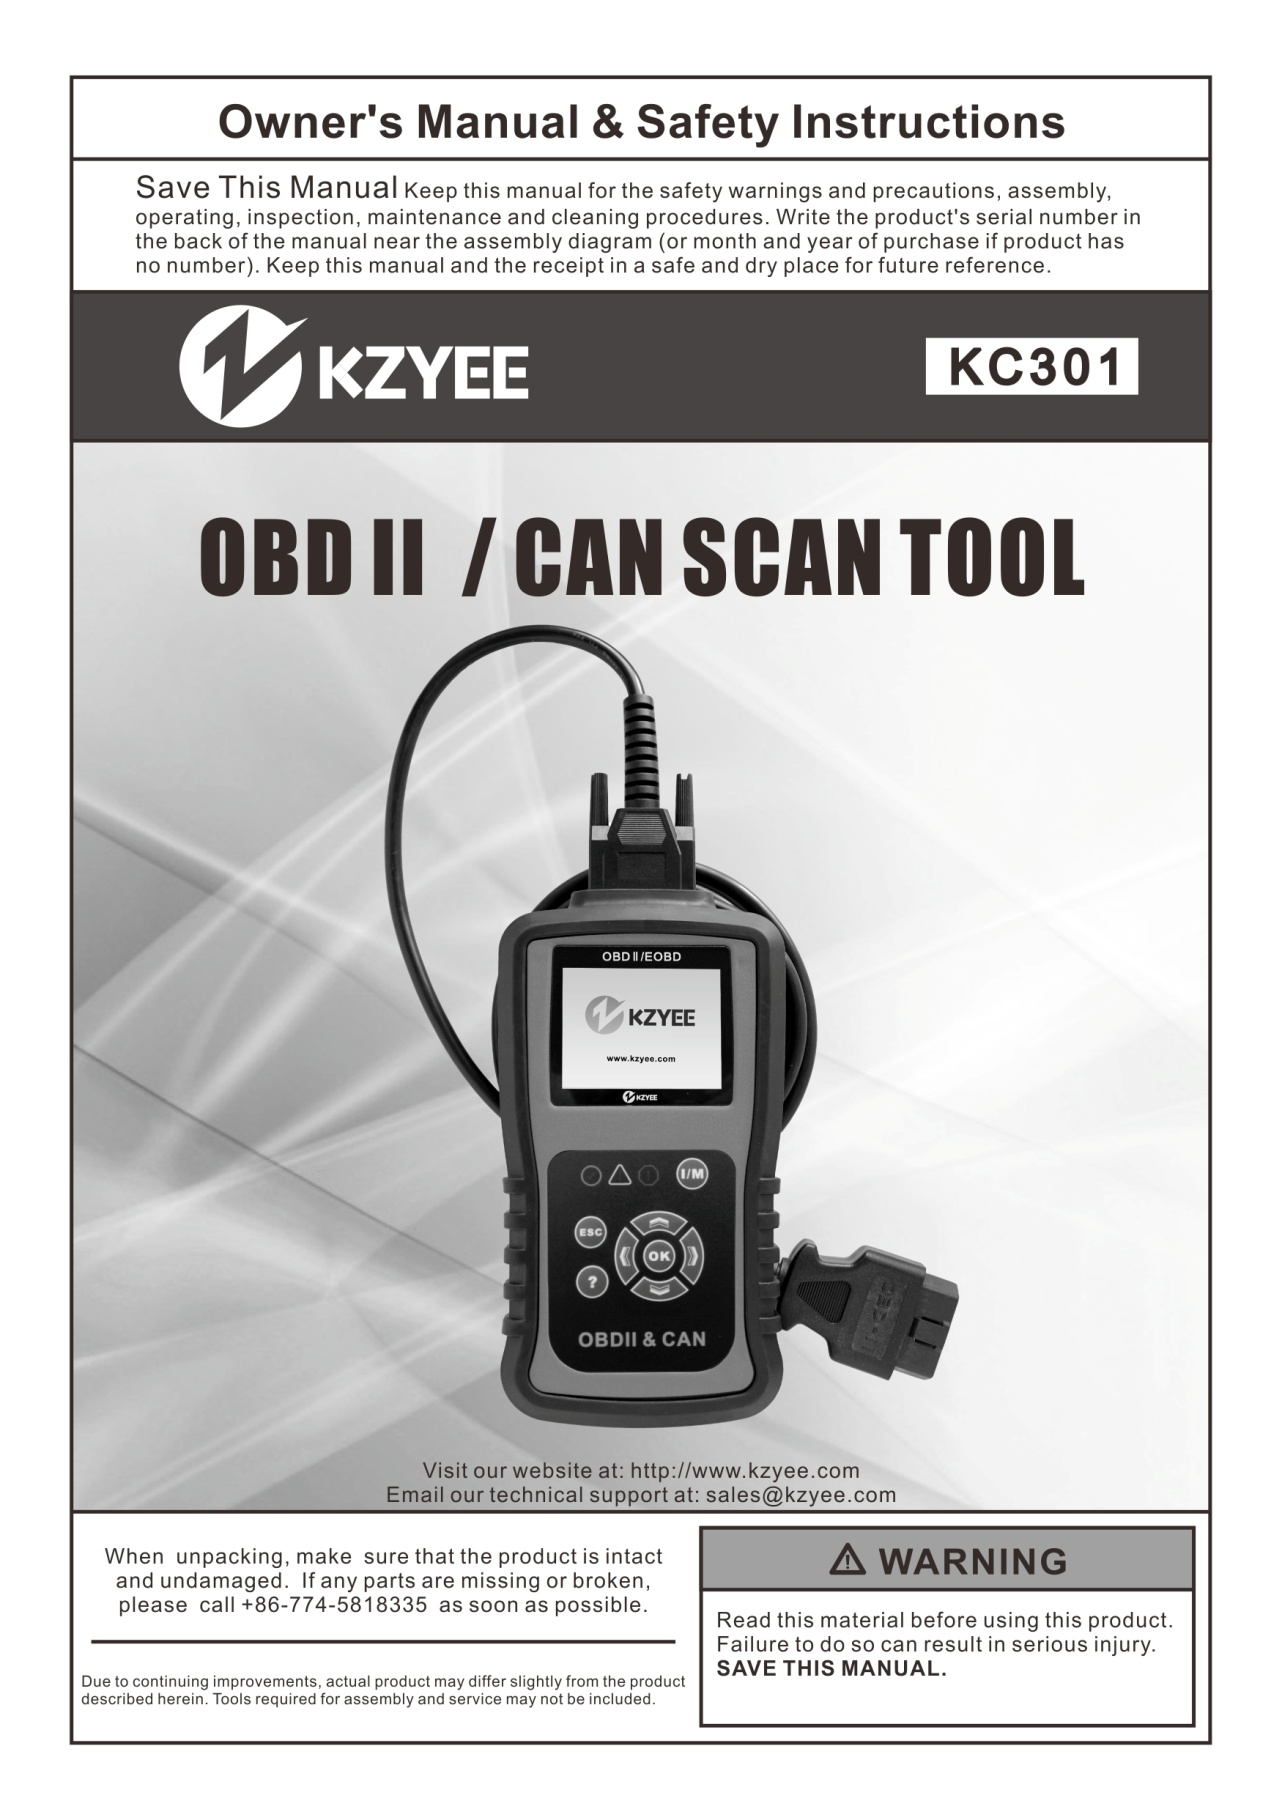 Owner's Manual & Safety Instructions
Save This Manual Keep this manual for the safety warnings and precautions, assembly,
operating, inspection, maintenance and cleaning procedures. Write the product's serial number in
the back of the manual near the assembly diagram (or month and year of purchase if product has
no number). Keep this manual and the receipt in a safe and dry place for future reference.
KZYEE
KC301
OBD II / CAN SCAN TOOL
OBD II/EOBD
KZYEE
www.kzyee.com
KZYEE
I/M
ESC
OK
?
OBDII & CAN
OBD-II
Visit our website at: http://www.kzyee.com
Email our technical support at: sales@kzyee.com
When unpacking, make sure that the product is intact
and undamaged. If any parts are missing or broken,
please call +86-774-5818335 as soon as possible.
Due to continuing improvements, actual product may differ slightly from the product
described herein. Tools required for assembly and service may not be included.
WARNING
Read this material before using this product.
Failure to do so can result in serious injury.
SAVE THIS MANUAL.